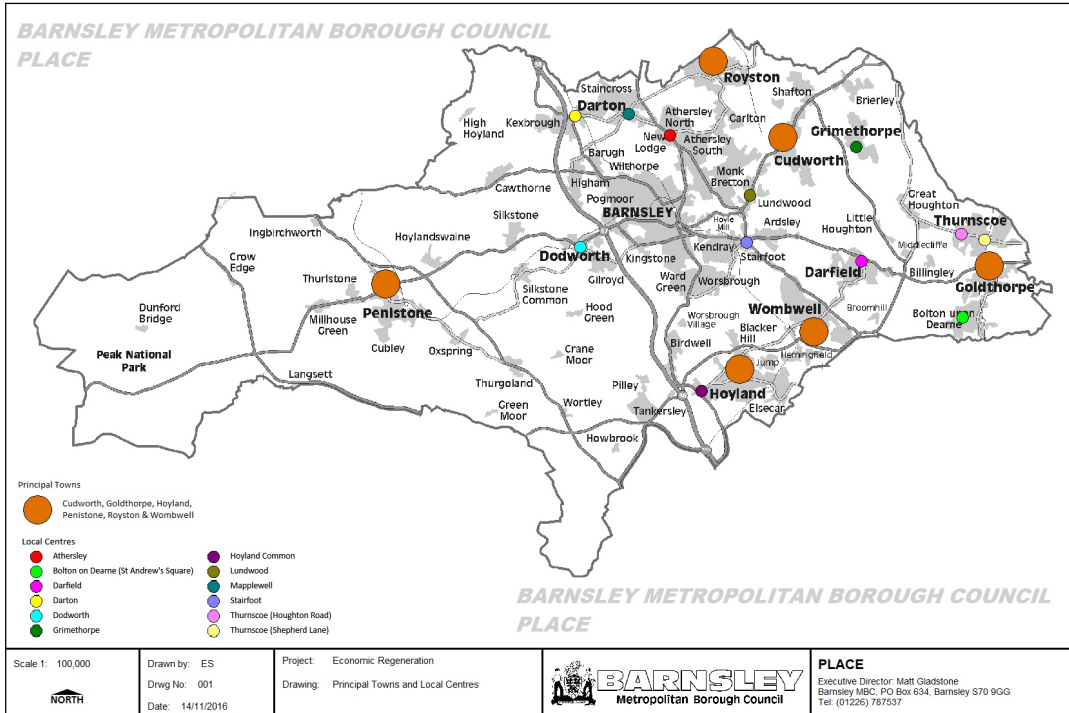 BARNSLEY METROPOLITAN BOROUGH COUNCIL
PLACE
Royston
Staincross
Shafton
Darton
Brierley
High
Hoyland
Kexbrough
Athersley
North
Carlton
New
Lodge
Athersley
South
Grimethorpe
Cudworth
Barugh
Wilthorpe
Monk
Bretton
Higham
Cawthorne
Pogmoor
Lundwood
Great
Houghton
BARNSLEY
Silkstone
Hoyle
Mill
Ardsley
Little
Houghton
Thurnscoe
Ingbirchworth
Hoylandswaine
Kendray
Stairfoot
Middlecliffe
Crow
Edge
Dodworth
Kingstone
Darfield
Billingley
Goldthorpe
Thurlstone
Gilroyd
Ward
Green
Worsbrough
Silkstone
Common
Dunford
Bridge
Penistone
Hood
Green
Wombwell
Broomhill
Bolton upon
Dearne
Millhouse
Green
Worsbrough
Village
Blacker
Hill
Birdwell
Hemingfield
Peak National
Park
Cubley
Oxspring
Crane
Moor
Jump
Langsett
Thurgoland
Pilley
Hoyland
Green
Moor
Wortley
Tankersley
Elsecar
Howbrook
Principal Towns
Cudworth, Goldthorpe, Hoyland,
Penistone, Royston & Wombwell
Local Centres
Athersley
Bolton on Dearne (St Andrew's Square)
Darfield
Darton
Dodworth
Grimethorpe
Hoyland Common
Lundwood
Mapplewell
Stairfoot
Thurnscoe (Houghton Road)
Thurnscoe (Shepherd Lane)
BARNSLEY METROPOLITAN BOROUGH COUNCIL
PLACE
Scale 1: 100,000
NORTH
Drawn by: ES
Drwg No: 001
Date: 14/11/2016
Project: Economic Regeneration
Drawing: Principal Towns and Local Centres
BARNSLEY
Metropolitan Borough Council
PLACE
Executive Director: Matt Gladstone
Barnsley MBC, PO Box 634, Barnsley S70 9GG
Tel: (01226) 787537